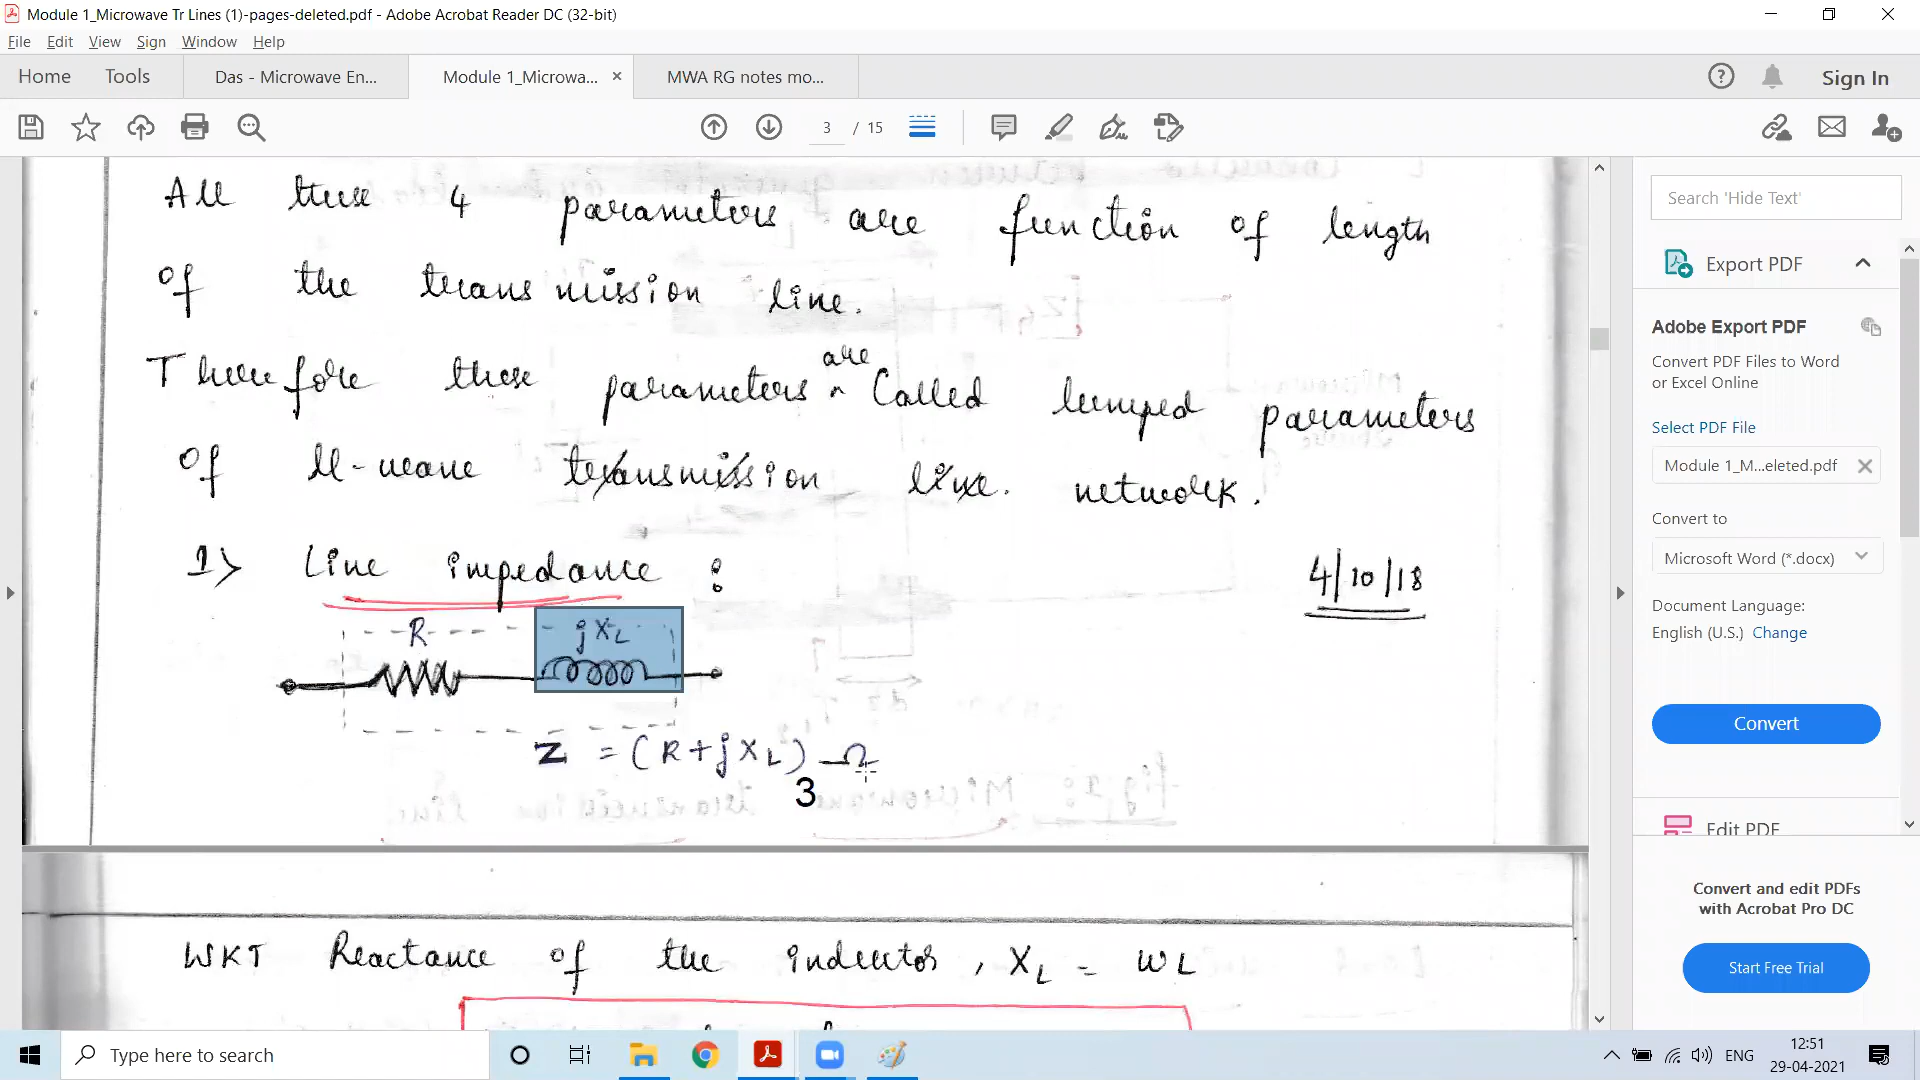 Module 1_Microwave Tr Lines (1)-pages-deleted.pdf - Adobe Acrobat Reader DC (32-bit)
File Edit View Sign Window Help
Home Tools Das - Microwave En... Module 1_Microwa... × MWA RG notes mo... Sign In
3 / 15
All these 4 parameters are function of length
of the transmission line.
Therefore these parameters are Called lumped parameters
of M-wave transmission line. network.
1> Line impedance :
4/10/18
R jXL
Z = (R+jXL) Ω
3
WKT Reactance of the inductor, XL = WL
Search 'Hide Text'
Export PDF
Adobe Export PDF
Convert PDF Files to Word
or Excel Online
Select PDF File
Module 1_M...eleted.pdf
Convert to
Microsoft Word (*.docx)
Document Language:
English (U.S.) Change
Convert
Edit PDF
Convert and edit PDFs
with Acrobat Pro DC
Start Free Trial
Type here to search
ENG
12:51
29-04-2021